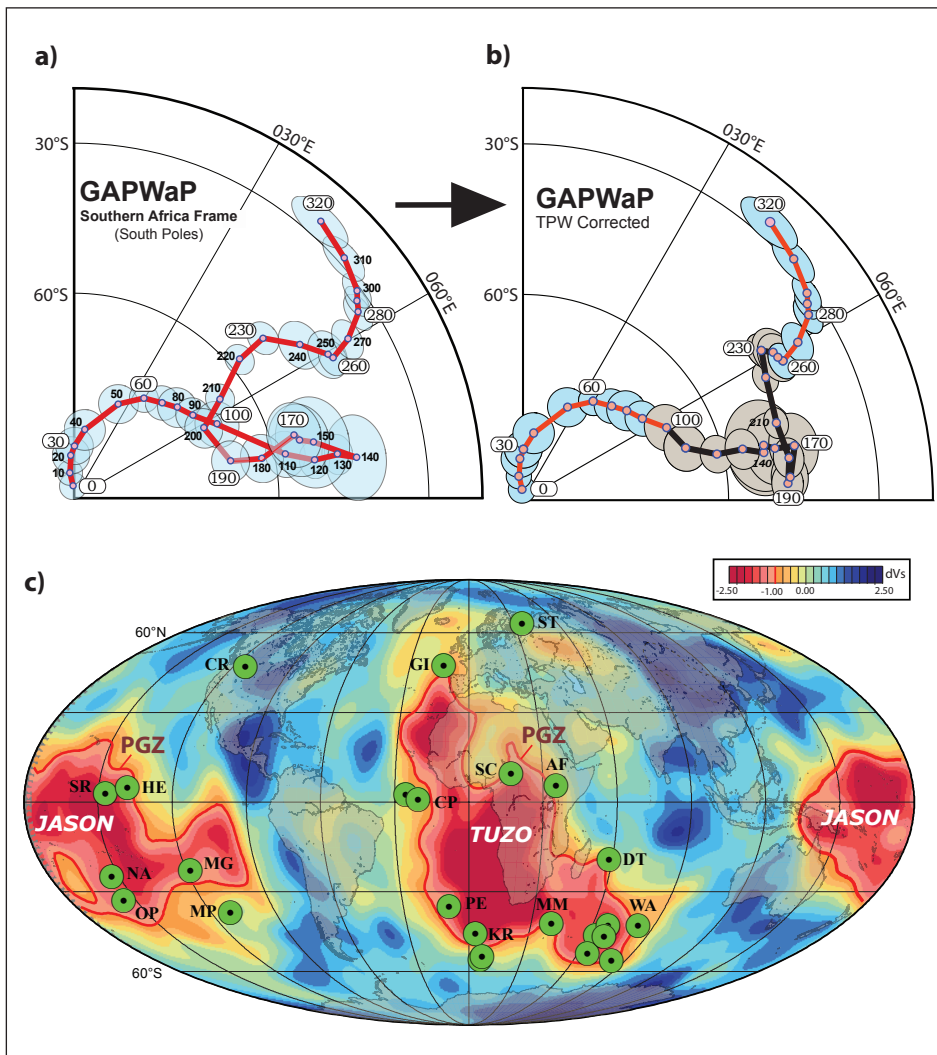 a)
b)
030°E
030°E
30°S
GAPWaP
Southern Africa Frame
(South Poles)
GAPWaP
TPW Corrected
320
310
300
280
270
260
250
240
230
220
210
200
190
180
170
150
140
130
120
110
100
90
80
60
50
40
30
20
10
0
060°E
60°S
320
280
260
230
210
190
170
140
100
60
30
0
060°E
c)
dVs
-2.50
-1.00
0.00
2.50
60°N
ST
CR
GI
PGZ
PGZ
SR
HE
SC
AF
CP
JASON
TUZO
JASON
NA
MG
DT
OP
MP
PE
MM
WA
KR
60°S